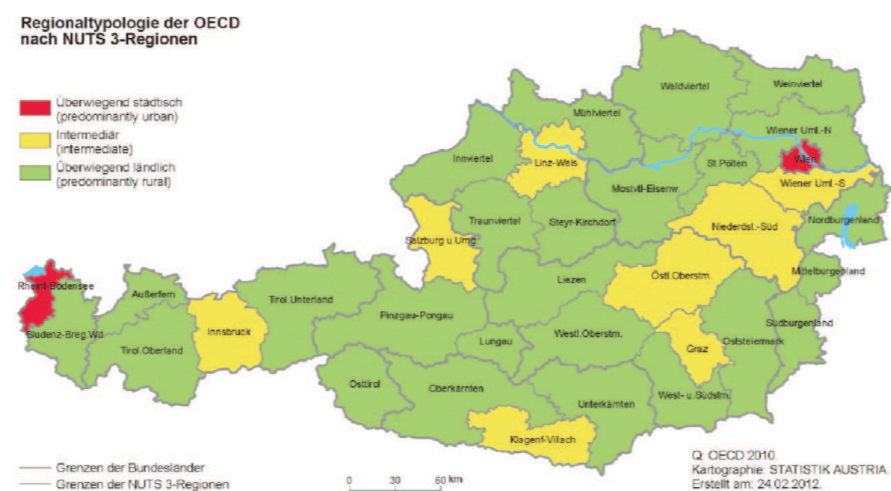 Regionaltypologie der OECD
nach NUTS 3-Regionen
Überwiegend städtisch
(predominantly urban)
Intermediär
(intermediate)
Überwiegend ländlich
(predominantly rural)
Waldviertel
Weinviertel
Mühlviertel
Wiener Uml.-N
Innviertel
Linz-Wels
St.Pölten
Wien
Mostvtl-Eisenw.
Wiener Uml.-S
Traunviertel
Steyr-Kirchdorf
Niederöst.-Süd
Nordburgenland
Salzburg u.Umg.
Mittelburgenland
Östl.Oberstm.
Liezen
Rheint-Bodensee
Außerfern
Tirol.Unterland
Pinzgau-Pongau
Südburgenland
Bludenz-Breg.Wd
Innsbruck
Westl.Oberstm.
Tirol.Oberland
Lungau
Graz
Oststeiermark
Osttirol
Oberkärnten
West- u.Südstm.
Unterkärnten
Klagenf-Villach
Grenzen der Bundesländer
Grenzen der NUTS 3-Regionen
0 30 60 km
Q: OECD 2010.
Kartographie: STATISTIK AUSTRIA.
Erstellt am: 24.02.2012.